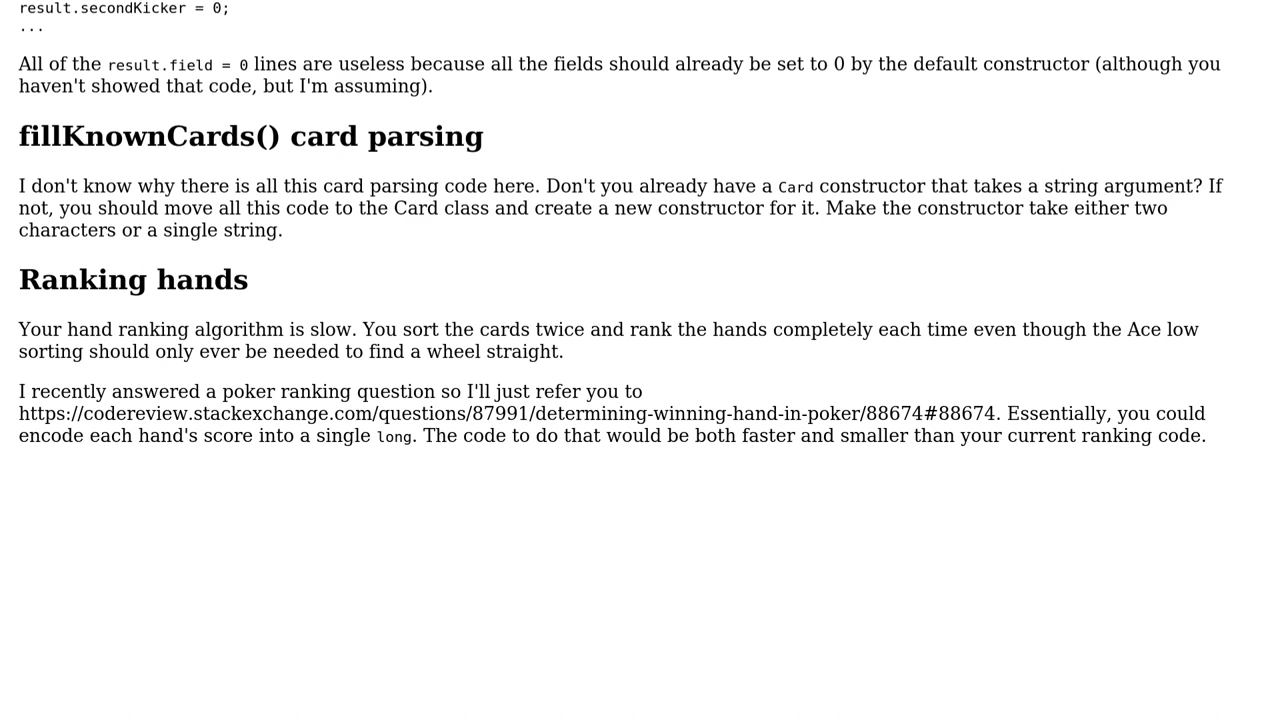 result.secondKicker = 0;
...
All of the result.field = 0 lines are useless because all the fields should already be set to 0 by the default constructor (although you
haven't showed that code, but I'm assuming).
fillKnownCards() card parsing
I don't know why there is all this card parsing code here. Don't you already have a Card constructor that takes a string argument? If
not, you should move all this code to the Card class and create a new constructor for it. Make the constructor take either two
characters or a single string.
Ranking hands
Your hand ranking algorithm is slow. You sort the cards twice and rank the hands completely each time even though the Ace low
sorting should only ever be needed to find a wheel straight.
I recently answered a poker ranking question so I'll just refer you to
https://codereview.stackexchange.com/questions/87991/determining-winning-hand-in-poker/88674#88674. Essentially, you could
encode each hand's score into a single long. The code to do that would be both faster and smaller than your current ranking code.